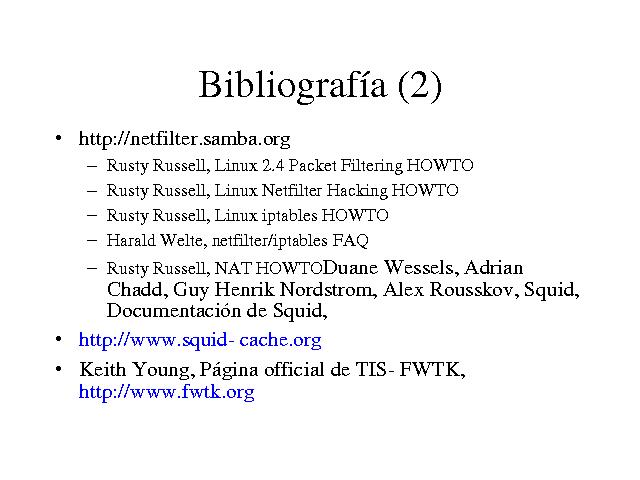 Bibliografía (2)
• http://netfilter.samba.org
– Rusty Russell, Linux 2.4 Packet Filtering HOWTO
– Rusty Russell, Linux Netfilter Hacking HOWTO
– Rusty Russell, Linux iptables HOWTO
– Harald Welte, netfilter/iptables FAQ
– Rusty Russell, NAT HOWTODuane Wessels, Adrian
Chadd, Guy Henrik Nordstrom, Alex Rousskov, Squid,
Documentación de Squid,
• http://www.squid- cache.org
• Keith Young, Página official de TIS- FWTK,
http://www.fwtk.org